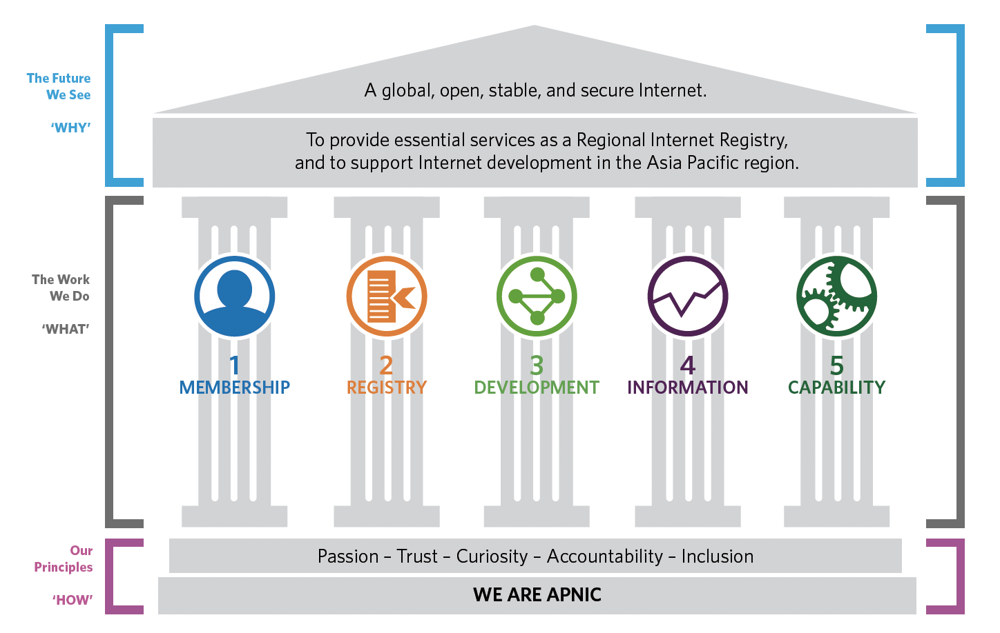 The Future
We See
‘WHY’
A global, open, stable, and secure Internet.
To provide essential services as a Regional Internet Registry,
and to support Internet development in the Asia Pacific region.
The Work
We Do
‘WHAT’
1
MEMBERSHIP
2
REGISTRY
3
DEVELOPMENT
4
INFORMATION
5
CAPABILITY
Our
Principles
‘HOW’
Passion – Trust – Curiosity – Accountability – Inclusion
WE ARE APNIC